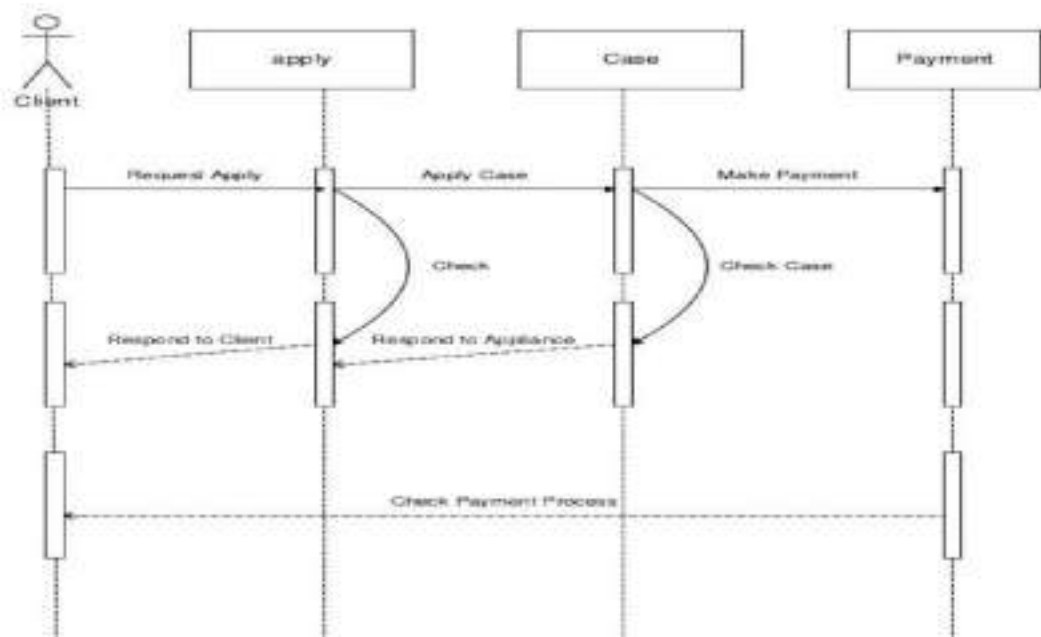 apply
Case
Payment
Client
Request Apply
Apply Case
Make Payment
Check
Check Case
Respond to Client
Respond to Appliance
Check Payment Process